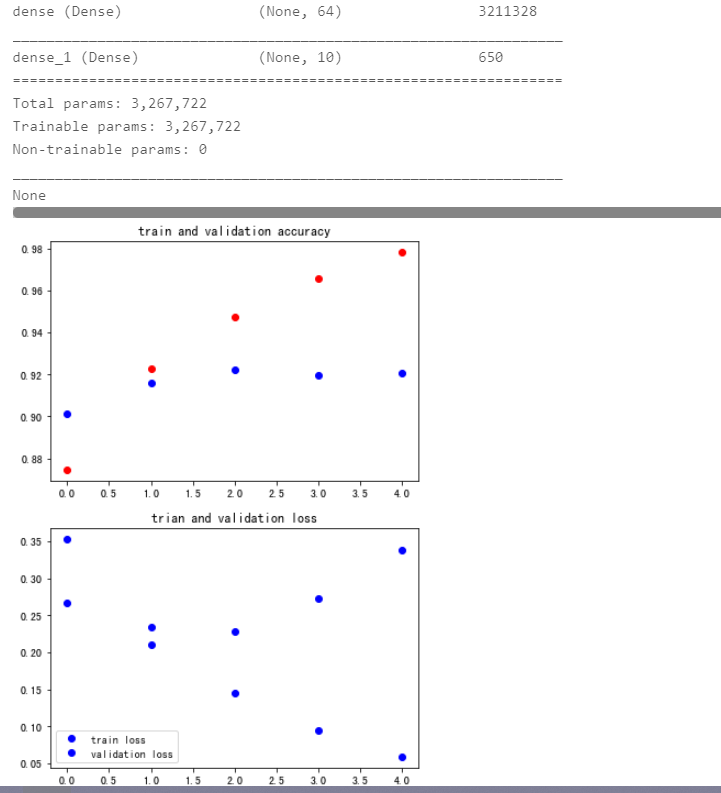 dense (Dense) (None, 64) 3211328
dense_1 (Dense) (None, 10) 650
=================================================================
Total params: 3,267,722
Trainable params: 3,267,722
Non-trainable params: 0
None
train and validation accuracy
0.98
0.96
0.94
0.92
0.90
0.88
0.0 0.5 1.0 1.5 2.0 2.5 3.0 3.5 4.0
trian and validation loss
0.35
0.30
0.25
0.20
0.15
0.10
0.05
train loss
validation loss
0.0 0.5 1.0 1.5 2.0 2.5 3.0 3.5 4.0